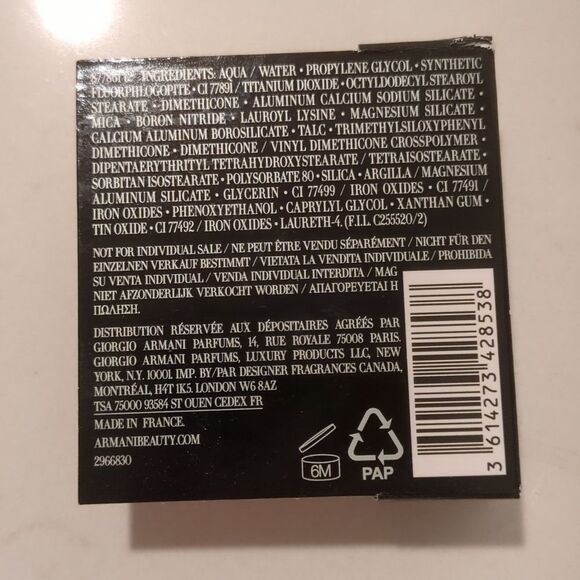 877861 12 INGREDIENTS: AQUA / WATER • PROPYLENE GLYCOL • SYNTHETIC
FLUORPHLOGOPITE • CI 77891 / TITANIUM DIOXIDE • OCTYLDODECYL STEAROYL
STEARATE • DIMETHICONE • ALUMINUM CALCIUM SODIUM SILICATE •
MICA • BORON NITRIDE • LAUROYL LYSINE • MAGNESIUM SILICATE •
CALCIUM ALUMINUM BOROSILICATE • TALC • TRIMETHYLSILOXYPHENYL
DIMETHICONE • DIMETHICONE / VINYL DIMETHICONE CROSSPOLYMER •
DIPENTAERYTHRITYL TETRAHYDROXYSTEARATE / TETRAISOSTEARATE •
SORBITAN ISOSTEARATE • POLYSORBATE 80 • SILICA • ARGILLA / MAGNESIUM
ALUMINUM SILICATE • GLYCERIN • CI 77499 / IRON OXIDES • CI 77491 /
IRON OXIDES • PHENOXYETHANOL • CAPRYLYL GLYCOL • XANTHAN GUM •
TIN OXIDE • CI 77492 / IRON OXIDES • LAURETH-4. (F.I.L. C255520/2)
NOT FOR INDIVIDUAL SALE / NE PEUT ÊTRE VENDU SÉPARÉMENT / NICHT FÜR DEN
EINZELNEN VERKAUF BESTIMMT / VIETATA LA VENDITA INDIVIDUALE / PROHIBIDA
SU VENTA INDIVIDUAL / VENDA INDIVIDUAL INTERDITA / MAG
NIET AFZONDERLIJK VERKOCHT WORDEN / ΑΠΑΓΟΡΕΥΕΤΑΙ Η
ΠΩΛΗΣΗ.
DISTRIBUTION RÉSERVÉE AUX DÉPOSITAIRES AGRÉÉS PAR
GIORGIO ARMANI PARFUMS, 14, RUE ROYALE 75008 PARIS.
GIORGIO ARMANI PARFUMS, LUXURY PRODUCTS LLC, NEW
YORK, N.Y. 10001. IMP. BY/PAR DESIGNER FRAGRANCES CANADA,
MONTRÉAL, H4T 1K5. LONDON W6 8AZ
TSA 75000 93584 ST OUEN CEDEX FR
MADE IN FRANCE.
ARMANIBEAUTY.COM
2966830
6M
PAP
3 614273 428538